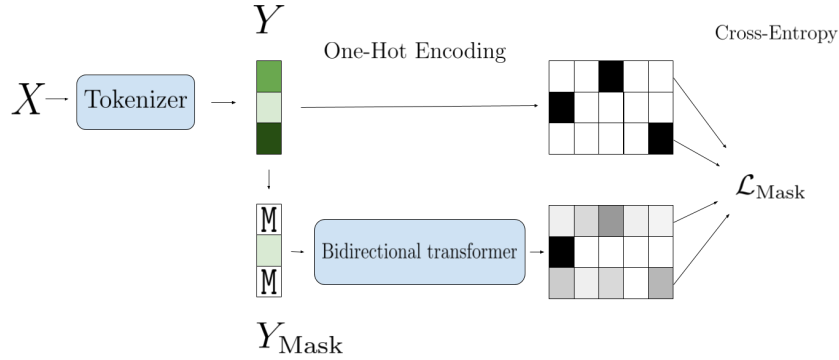 Y
One-Hot Encoding
Cross-Entropy
X
Tokenizer
M
M
Bidirectional transformer
ℒ_Mask
Y_Mask